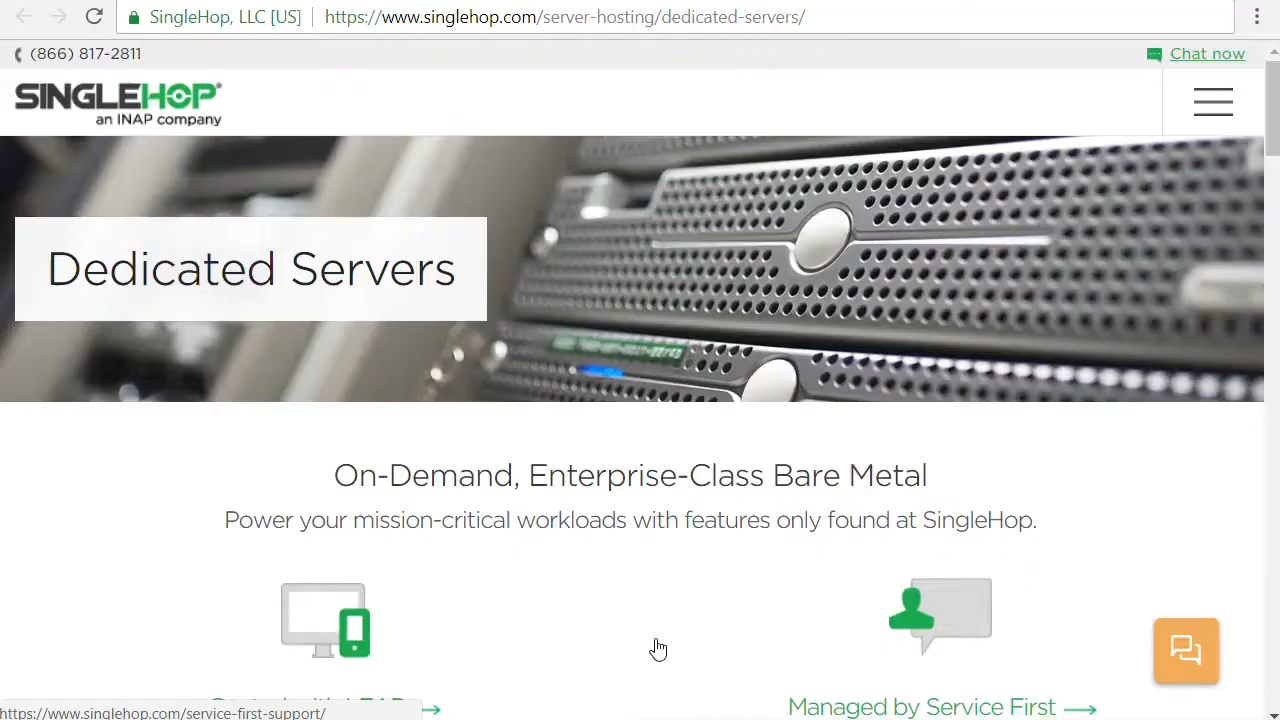 SingleHop, LLC [US] https://www.singlehop.com/server-hosting/dedicated-servers/
(866) 817-2811
Chat now
SINGLEHOP®
an INAP company
Dedicated Servers
On-Demand, Enterprise-Class Bare Metal
Power your mission-critical workloads with features only found at SingleHop.
Managed by Service First
https://www.singlehop.com/service-first-support/